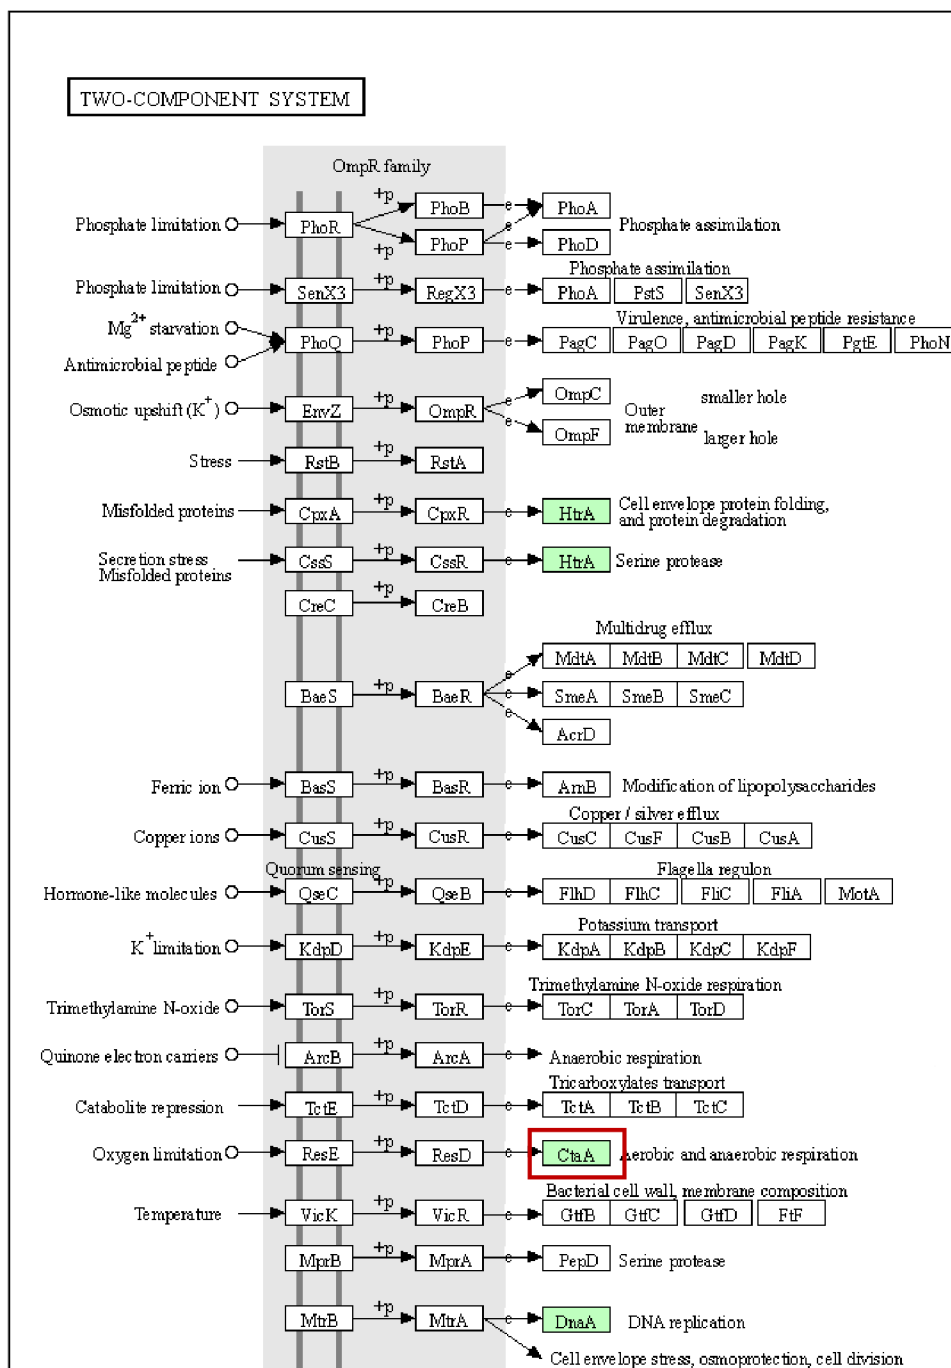 TWO-COMPONENT SYSTEM
OmpR family
Phosphate limitation PhoR +p PhoB e PhoA
+p PhoP e PhoD Phosphate assimilation
Phosphate assimilation
Phosphate limitation SenX3 +p RegX3 e PhoA PstS SenX3
Mg2+ starvation
Virulence, antimicrobial peptide resistance
PhoQ +p PhoP e PagC PagO PagD PagK PgtE PhoN
Antimicrobial peptide
Osmotic upshift (K+) EnvZ +p OmpR e OmpC smaller hole
Outer membrane
e OmpF larger hole
Stress RstB +p RstA
Misfolded proteins CpxA +p CpxR e HtrA Cell envelope protein folding,
and protein degradation
Secretion stress
Misfolded proteins CssS +p CssR e HtrA Serine protease
CreC +p CreB
Multidrug efflux
e MdtA MdtB MdtC MdtD
BaeS +p BaeR e SmeA SmeB SmeC
e AcrD
Ferric ion BasS +p BasR e ArnB Modification of lipopolysaccharides
Copper / silver efflux
Copper ions CusS +p CusR e CusC CusF CusB CusA
Quorum sensing Flagella regulon
Hormone-like molecules QseC +p QseB e FlhD FlhC FliC FliA MotA
Potassium transport
K+ limitation KdpD +p KdpE e KdpA KdpB KdpC KdpF
Trimethylamine N-oxide respiration
Trimethylamine N-oxide TorS +p TorR e TorC TorA TorD
Quinone electron carriers ArcB +p ArcA e Anaerobic respiration
Tricarboxylates transport
Catabolite repression TctE +p TctD e TctA TctB TctC
Oxygen limitation ResE +p ResD e CtaA Aerobic and anaerobic respiration
Bacterial cell wall, membrane composition
Temperature VicK +p VicR e GtfB GtfC GtfD FtF
MprB +p MprA e PepD Serine protease
MtrB +p MtrA e DnaA DNA replication
Cell envelope stress, osmoprotection, cell division